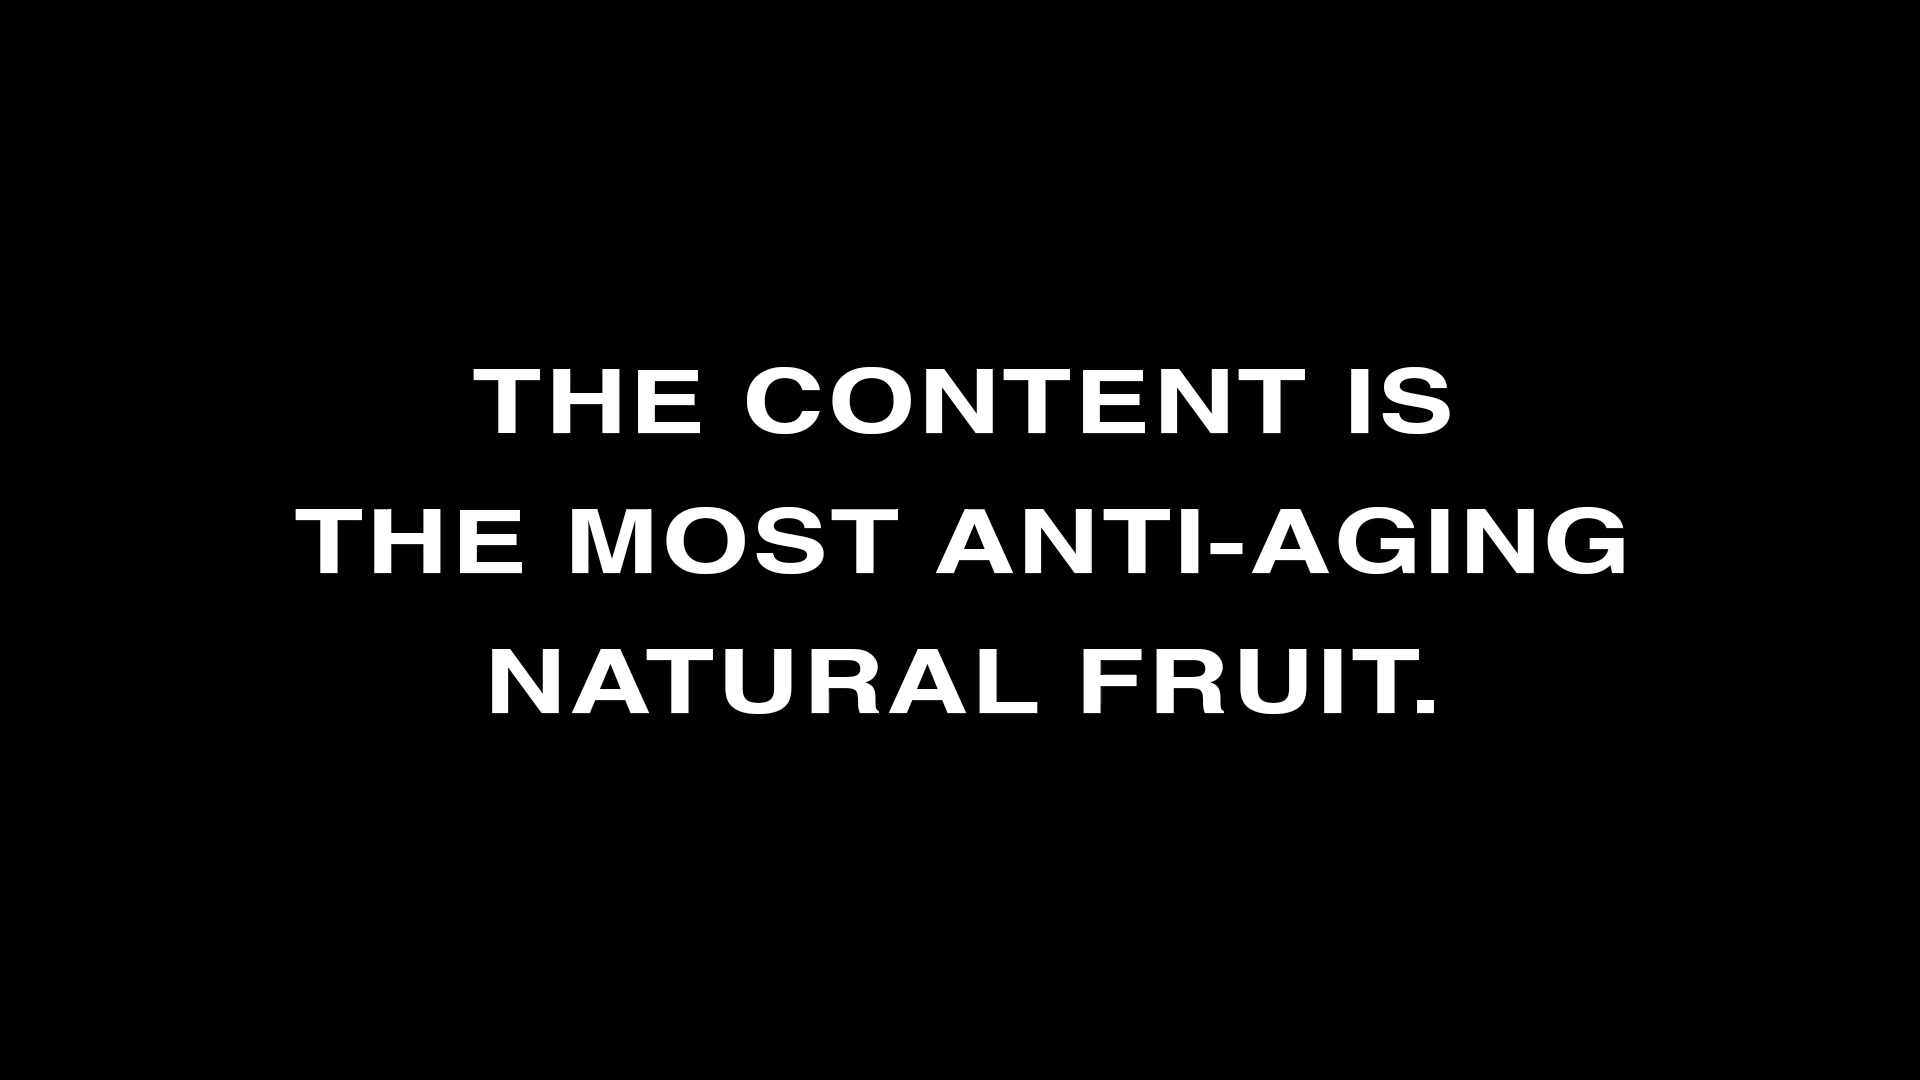 THE CONTENT IS
THE MOST ANTI-AGING
NATURAL FRUIT.